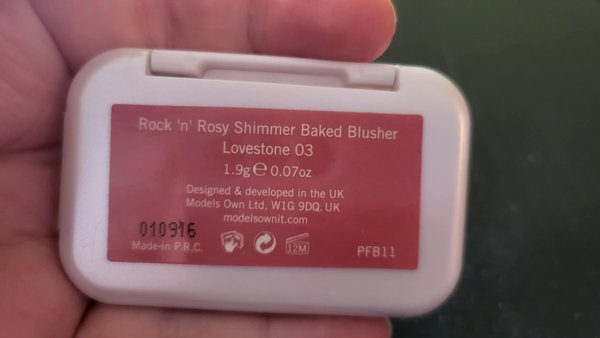 Rock 'n' Rosy Shimmer Baked Blusher
Lovestone 03
1.9g ℮ 0.07oz
Designed & developed in the UK
Models Own Ltd, W1G 9DQ. UK
modelsownit.com
010916
Made in P.R.C.
12M
PFB11